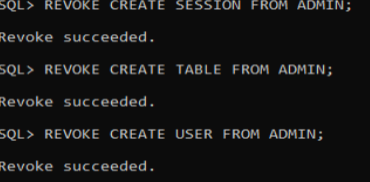 SQL> REVOKE CREATE SESSION FROM ADMIN;
Revoke succeeded.
SQL> REVOKE CREATE TABLE FROM ADMIN;
Revoke succeeded.
SQL> REVOKE CREATE USER FROM ADMIN;
Revoke succeeded.